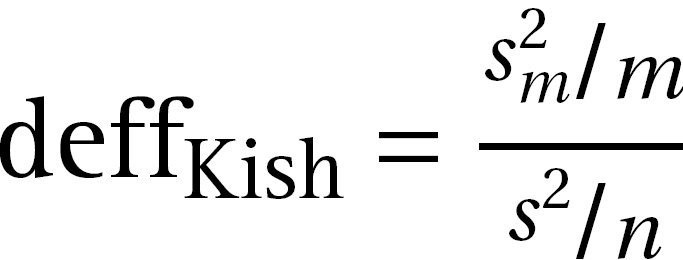 deff_Kish = (s_m^2/m)/(s^2/n)